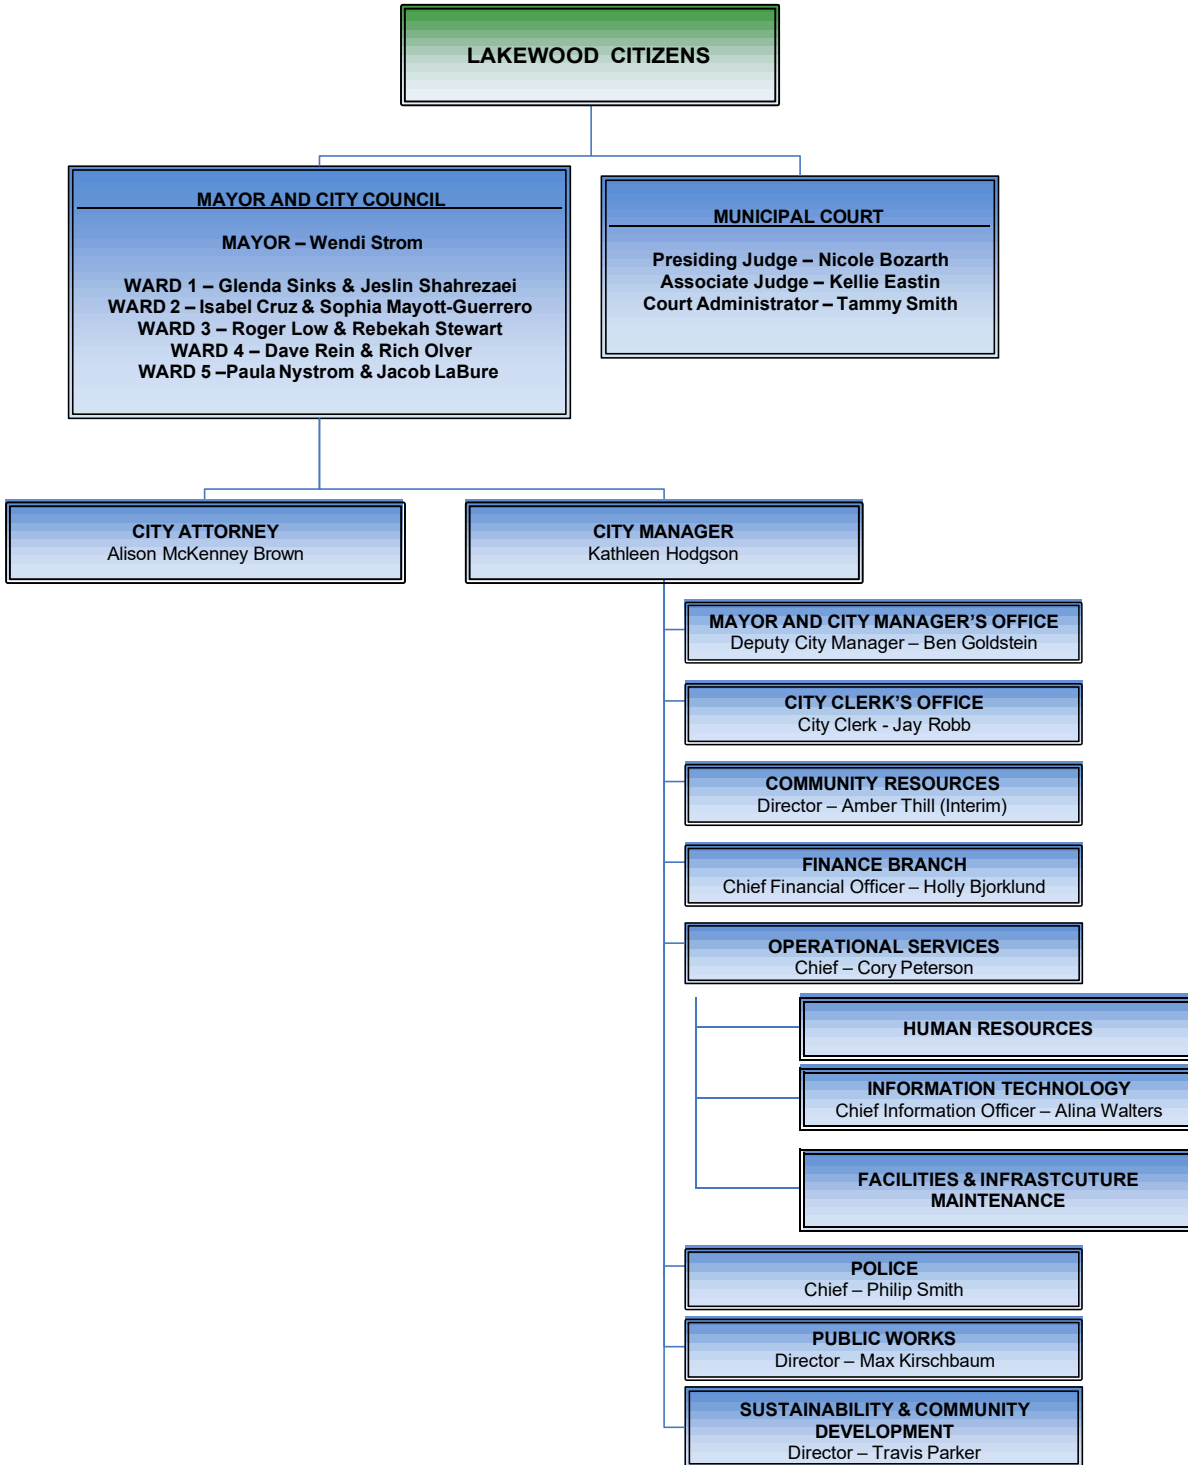 LAKEWOOD CITIZENS
MAYOR AND CITY COUNCIL
MAYOR – Wendi Strom
WARD 1 – Glenda Sinks & Jeslin Shahrezaei
WARD 2 – Isabel Cruz & Sophia Mayott-Guerrero
WARD 3 – Roger Low & Rebekah Stewart
WARD 4 – Dave Rein & Rich Olver
WARD 5 –Paula Nystrom & Jacob LaBure
MUNICIPAL COURT
Presiding Judge – Nicole Bozarth
Associate Judge – Kellie Eastin
Court Administrator – Tammy Smith
CITY ATTORNEY
Alison McKenney Brown
CITY MANAGER
Kathleen Hodgson
MAYOR AND CITY MANAGER’S OFFICE
Deputy City Manager – Ben Goldstein
CITY CLERK’S OFFICE
City Clerk - Jay Robb
COMMUNITY RESOURCES
Director – Amber Thill (Interim)
FINANCE BRANCH
Chief Financial Officer – Holly Bjorklund
OPERATIONAL SERVICES
Chief – Cory Peterson
HUMAN RESOURCES
INFORMATION TECHNOLOGY
Chief Information Officer – Alina Walters
FACILITIES & INFRASTCUTURE
MAINTENANCE
POLICE
Chief – Philip Smith
PUBLIC WORKS
Director – Max Kirschbaum
SUSTAINABILITY & COMMUNITY
DEVELOPMENT
Director – Travis Parker